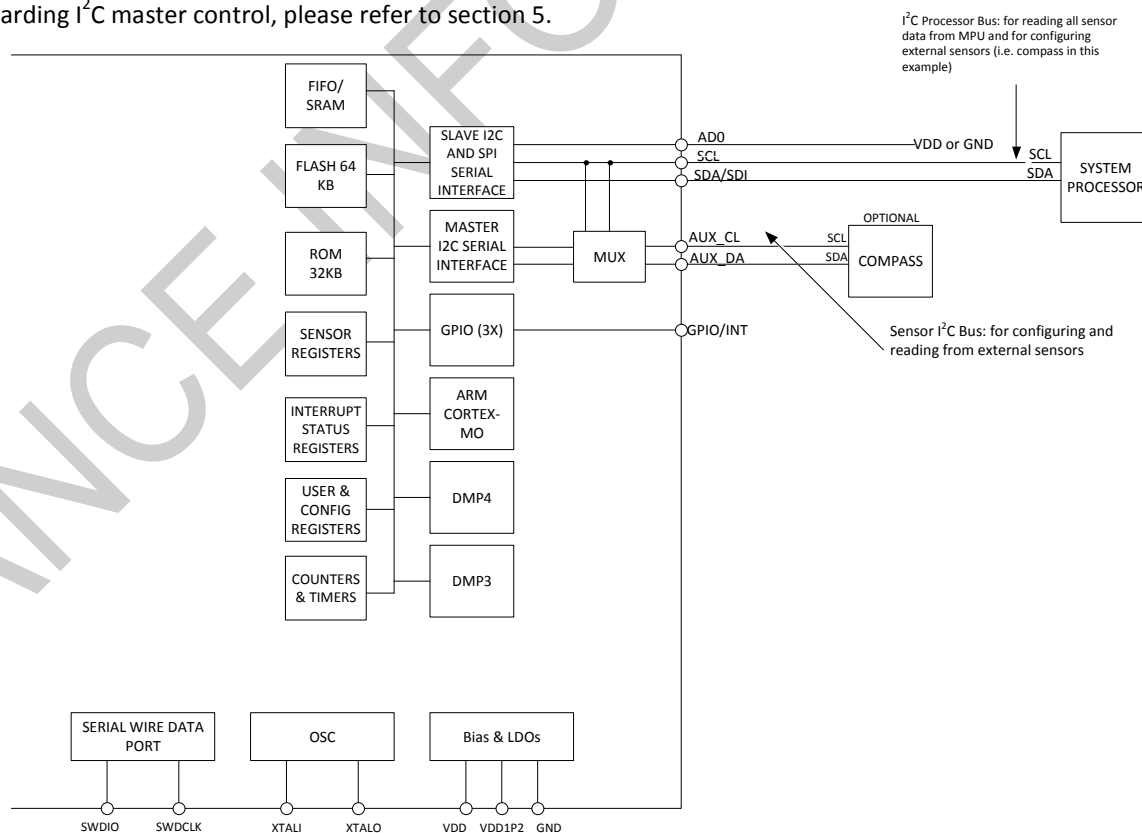 arding I²C master control, please refer to section 5.
I²C Processor Bus: for reading all sensor
data from MPU and for configuring
external sensors (i.e. compass in this
example)
FIFO/
SRAM
SLAVE I2C
AND SPI
SERIAL
INTERFACE
AD0
VDD or GND
SCL
SCL
SDA/SDI
SDA
SYSTEM
PROCESSOR
FLASH 64
KB
MASTER
I2C SERIAL
INTERFACE
MUX
AUX_CL
AUX_DA
OPTIONAL
SCL
SDA
COMPASS
ROM
32KB
Sensor I²C Bus: for configuring and
reading from external sensors
SENSOR
REGISTERS
GPIO (3X)
GPIO/INT
INTERRUPT
STATUS
REGISTERS
ARM
CORTEX-
MO
USER &
CONFIG
REGISTERS
DMP4
COUNTERS
& TIMERS
DMP3
SERIAL WIRE DATA
PORT
OSC
Bias & LDOs
SWDIO
SWDCLK
XTALI
XTALO
VDD
VDD1P2
GND
ANCE INFO